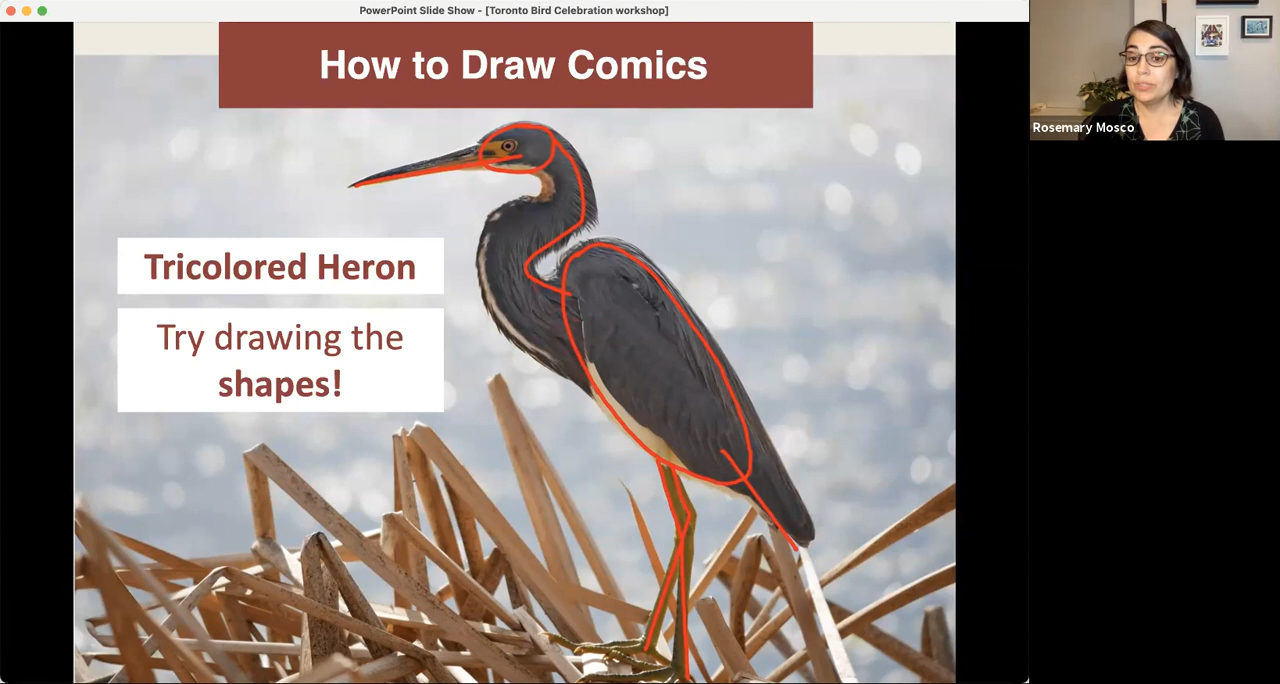 PowerPoint Slide Show - [Toronto Bird Celebration workshop]
How to Draw Comics
Rosemary Mosco
Tricolored Heron
Try drawing the
shapes!